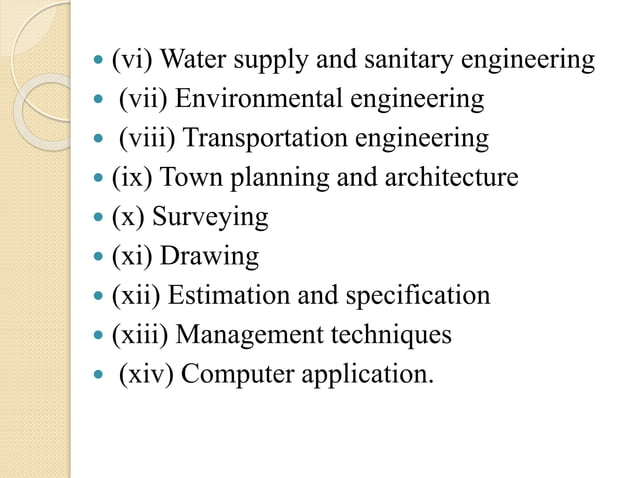 • (vi) Water supply and sanitary engineering
• (vii) Environmental engineering
• (viii) Transportation engineering
• (ix) Town planning and architecture
• (x) Surveying
• (xi) Drawing
• (xii) Estimation and specification
• (xiii) Management techniques
• (xiv) Computer application.